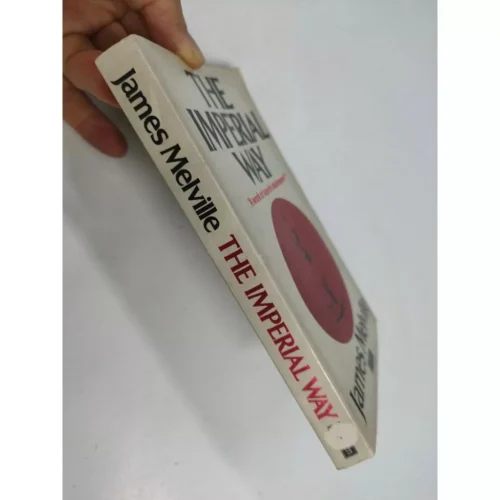 James Melville THE IMPERIAL WAY
THE
IMPERIAL
WAY
James Melville